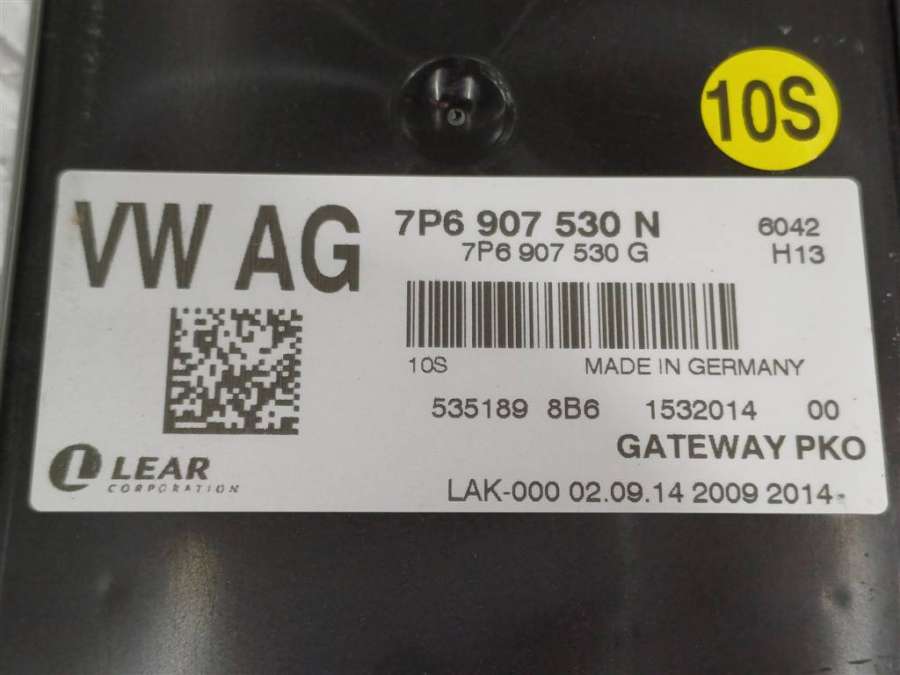 10S
VW AG
7P6 907 530 N
7P6 907 530 G
6042
H13
10S MADE IN GERMANY
535189 8B6 1532014 00
GATEWAY PKO
LEAR
CORPORATION
LAK-000 02.09.14 2009 2014